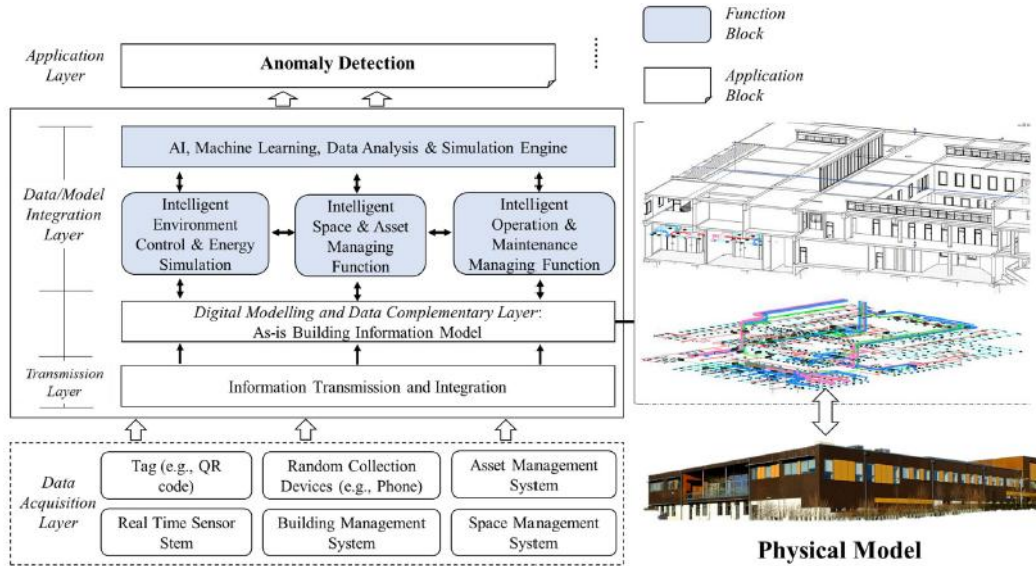 Application
Layer
Anomaly Detection
Function
Block
Application
Block
Data/Model
Integration
Layer
AI, Machine Learning, Data Analysis & Simulation Engine
Intelligent
Environment
Control & Energy
Simulation
Intelligent
Space & Asset
Managing
Function
Intelligent
Operation &
Maintenance
Managing Function
Digital Modelling and Data Complementary Layer:
As-is Building Information Model
Transmission
Layer
Information Transmission and Integration
Data
Acquisition
Layer
Tag (e.g., QR
code)
Random Collection
Devices (e.g., Phone)
Asset Management
System
Real Time Sensor
Stem
Building Management
System
Space Management
System
Physical Model